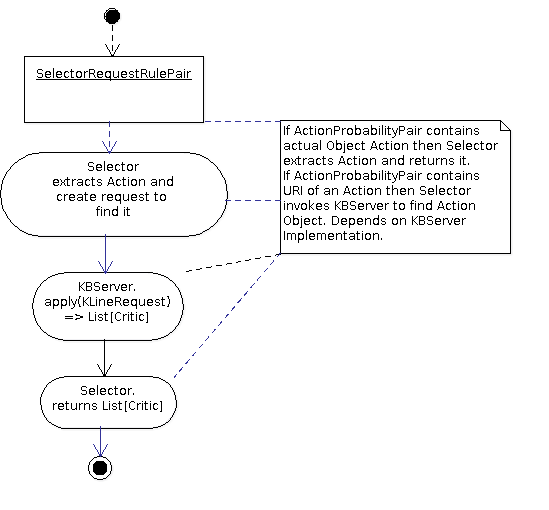 SelectorRequestRulePair
If ActionProbabilityPair contains
actual Object Action then Selector
extracts Action and returns it.
If ActionProbabilityPair contains
URI of an Action then Selector
invokes KBServer to find Action
Object. Depends on KBServer
Implementation.
Selector
extracts Action and
create request to
find it
KBServer.
apply(KLineRequest)
=> List[Critic]
Selector.
returns List[Critic]